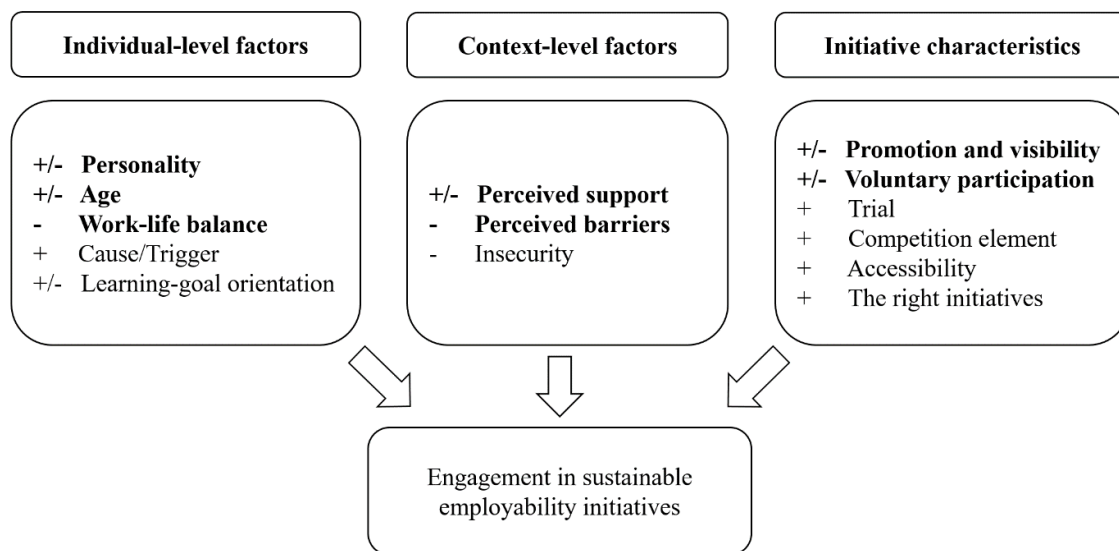 Individual-level factors
Context-level factors
Initiative characteristics
+/- Personality
+/- Age
- Work-life balance
+ Cause/Trigger
+/- Learning-goal orientation
+/- Perceived support
- Perceived barriers
- Insecurity
+/- Promotion and visibility
+/- Voluntary participation
+ Trial
+ Competition element
+ Accessibility
+ The right initiatives
Engagement in sustainable
employability initiatives